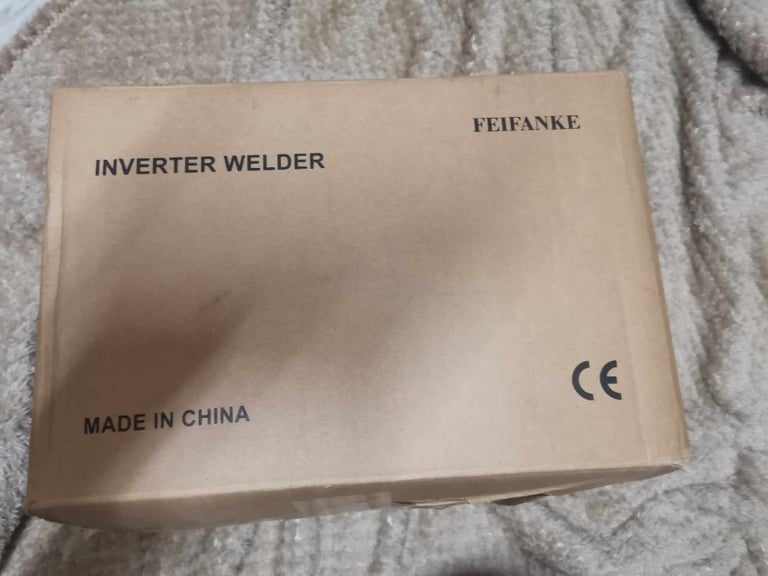 FEIFANKE
INVERTER WELDER
CE
MADE IN CHINA